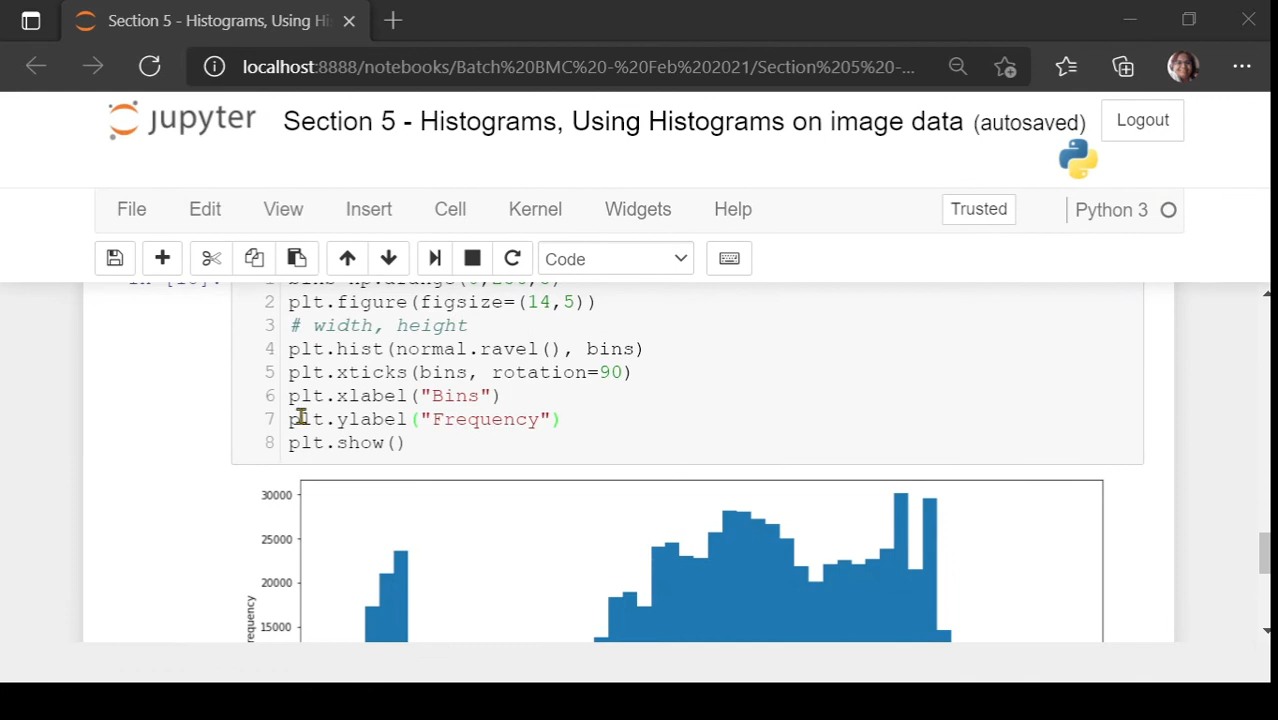 Section 5 - Histograms, Using Hi
localhost:8888/notebooks/Batch%20BMC%20-%20Feb%202021/Section%205%20-...
jupyter Section 5 - Histograms, Using Histograms on image data (autosaved) Logout
File Edit View Insert Cell Kernel Widgets Help Trusted Python 3
Code
2 plt.figure(figsize=(14,5))
3 # width, height
4 plt.hist(normal.ravel(), bins)
5 plt.xticks(bins, rotation=90)
6 plt.xlabel("Bins")
7 plt.ylabel("Frequency")
8 plt.show()
30000
25000
20000
15000